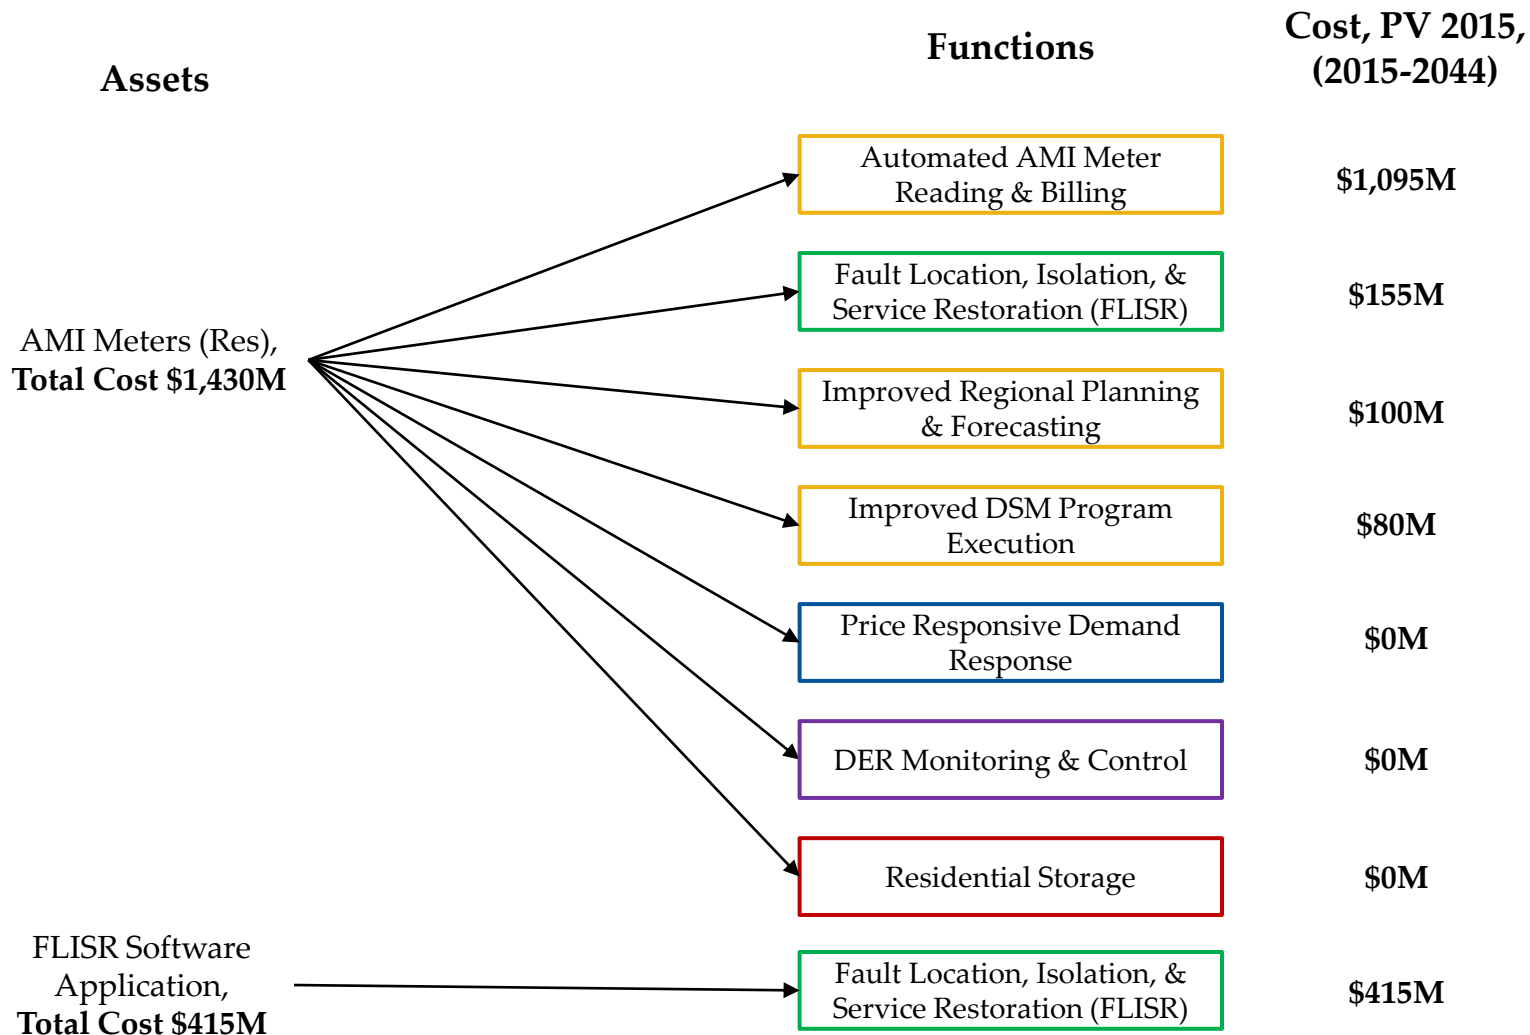 Assets
Functions
Cost, PV 2015,
(2015-2044)
AMI Meters (Res),
Total Cost $1,430M
Automated AMI Meter
Reading & Billing
$1,095M
Fault Location, Isolation, &
Service Restoration (FLISR)
$155M
Improved Regional Planning
& Forecasting
$100M
Improved DSM Program
Execution
$80M
Price Responsive Demand
Response
$0M
DER Monitoring & Control
$0M
Residential Storage
$0M
FLISR Software
Application,
Total Cost $415M
Fault Location, Isolation, &
Service Restoration (FLISR)
$415M